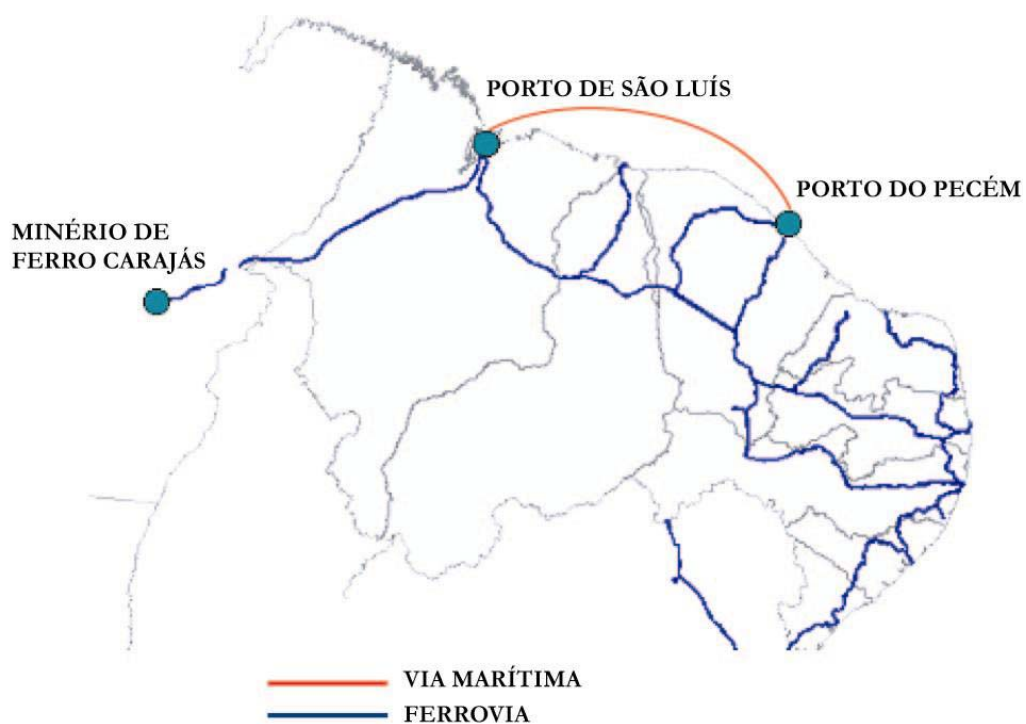 PORTO DE SÃO LUÍS
PORTO DO PECÉM
MINÉRIO DE
FERRO CARAJÁS
VIA MARÍTIMA
FERROVIA